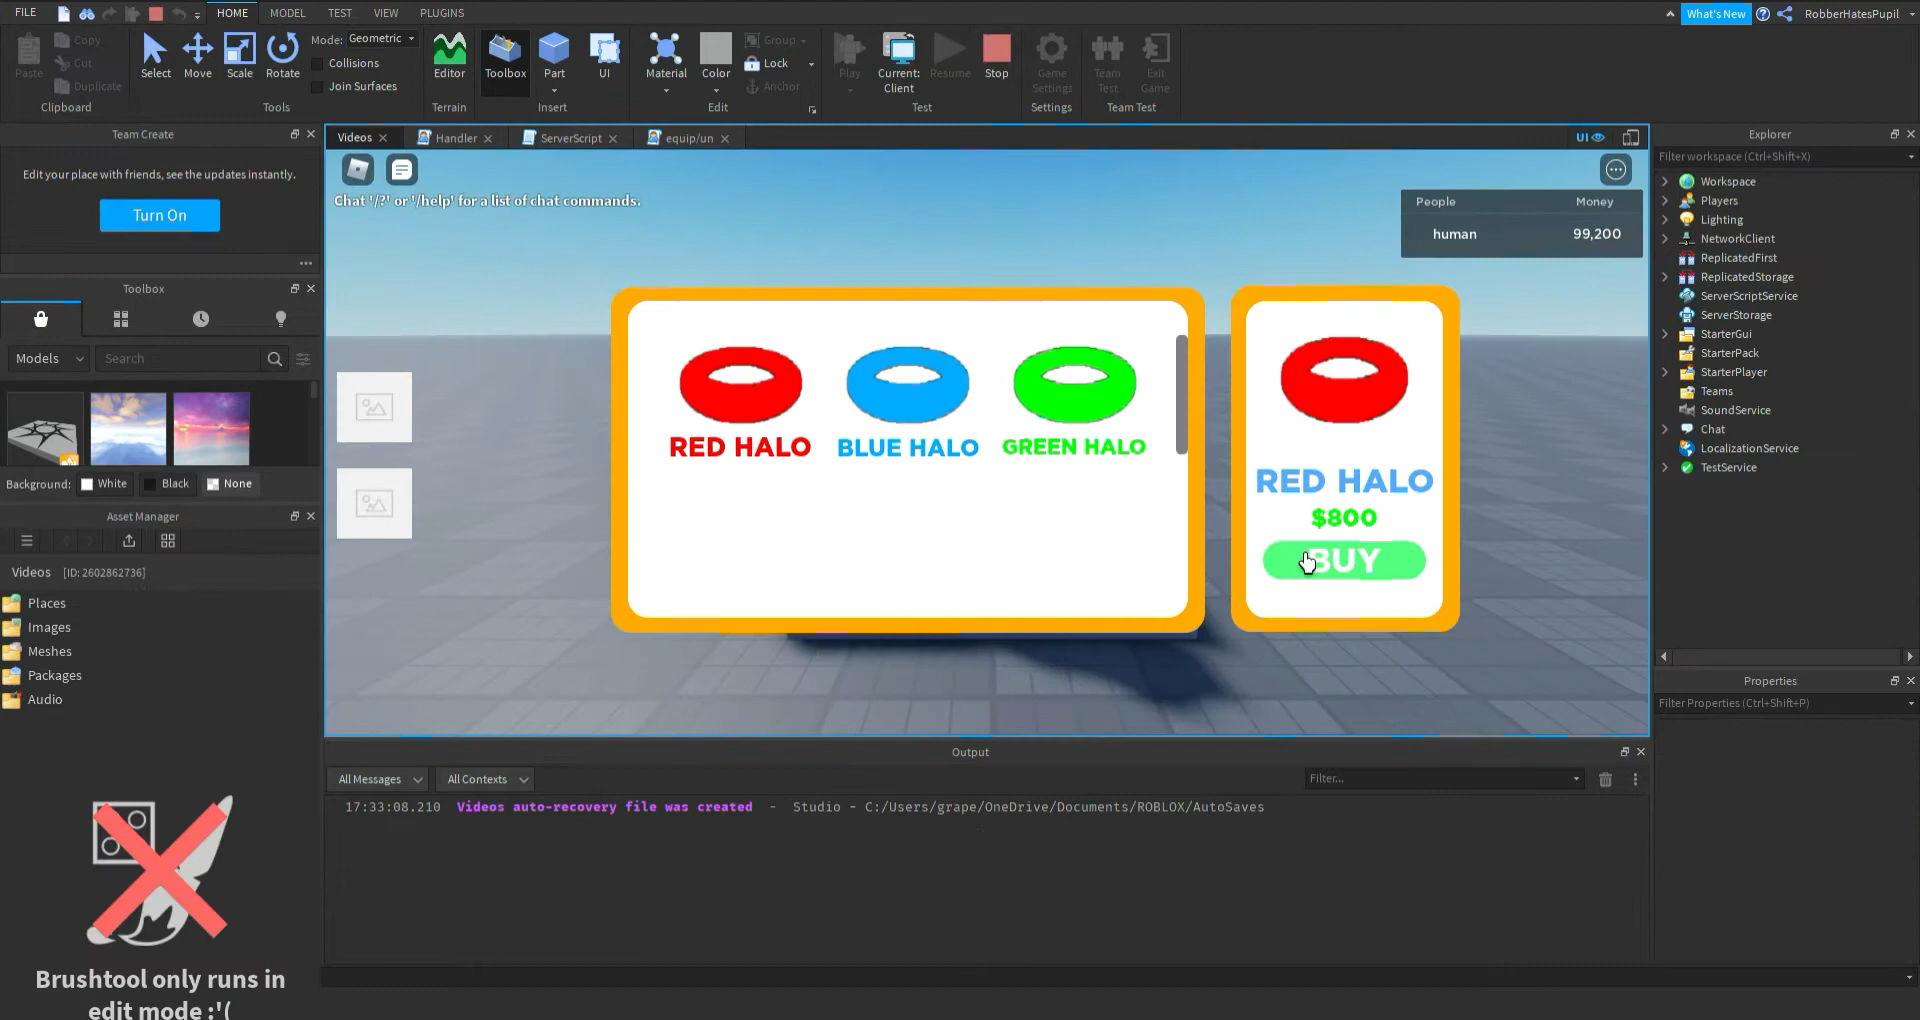 FILE HOME MODEL TEST VIEW PLUGINS What's New RobberHatesPupil
Paste Copy Cut Duplicate Clipboard
Select Move Scale Rotate Mode: Geometric Collisions Join Surfaces Tools
Editor Terrain
Toolbox Part UI Insert
Material Color Group Lock Anchor Edit
Play Current: Client Resume Stop Test
Game Settings Settings
Team Test Exit Game Team Test
Team Create
Edit your place with friends, see the updates instantly.
Turn On
Toolbox
Models Search
Background: White Black None
Asset Manager
Videos [ID: 2602862736]
Places
Images
Meshes
Packages
Audio
Brushtool only runs in
edit mode :'(
Videos Handler ServerScript equip/un UI
Chat '/?' or '/help' for a list of chat commands.
People Money
human 99,200
RED HALO BLUE HALO GREEN HALO
RED HALO
$800
BUY
Output
All Messages All Contexts Filter...
17:33:08.210 Videos auto-recovery file was created - Studio - C:/Users/grape/OneDrive/Documents/ROBLOX/AutoSaves
Explorer
Filter workspace (Ctrl+Shift+X)
Workspace
Players
Lighting
NetworkClient
ReplicatedFirst
ReplicatedStorage
ServerScriptService
ServerStorage
StarterGui
StarterPack
StarterPlayer
Teams
SoundService
Chat
LocalizationService
TestService
Properties
Filter Properties (Ctrl+Shift+P)